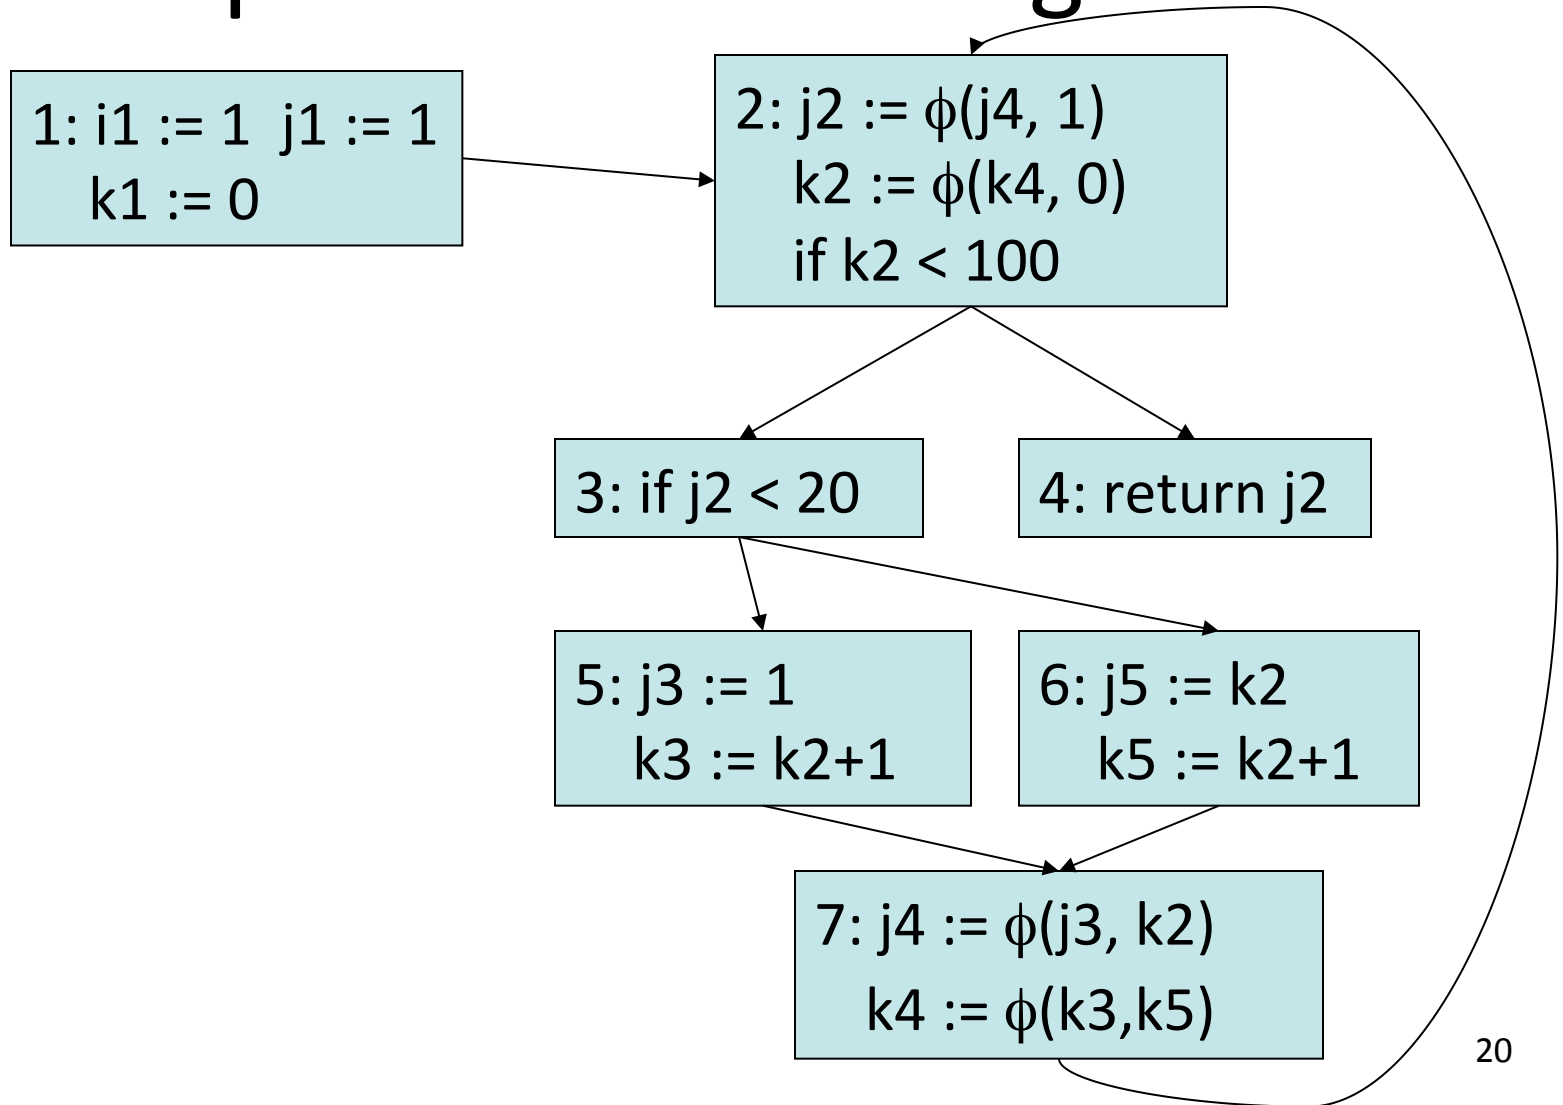 1: i1 := 1 j1 := 1
k1 := 0
2: j2 := ϕ(j4, 1)
k2 := ϕ(k4, 0)
if k2 < 100
3: if j2 < 20
4: return j2
5: j3 := 1
k3 := k2+1
6: j5 := k2
k5 := k2+1
7: j4 := ϕ(j3, k2)
k4 := ϕ(k3,k5)
20